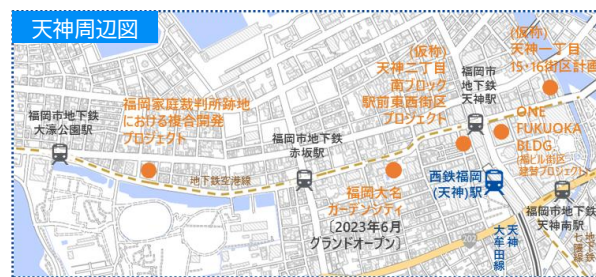 天神周辺図
(仮称)
天神一丁目
15・16街区計画
(仮称)
天神二丁目
南ブロック
駅前東西街区
プロジェクト
福岡市
地下鉄
天神駅
福岡家庭裁判所跡地
における複合開発
プロジェクト
福岡市地下鉄
大濠公園駅
福岡市地下鉄
赤坂駅
ONE
FUKUOKA
BLDG.
(福ビル街区
建替プロジェクト)
地下鉄空港線
福岡大名
ガーデンシティ
〔2023年6月
グランドオープン〕
西鉄福岡
(天神)駅
福岡市地下鉄
天神南駅
天神
大牟田線
地下鉄
七隈線